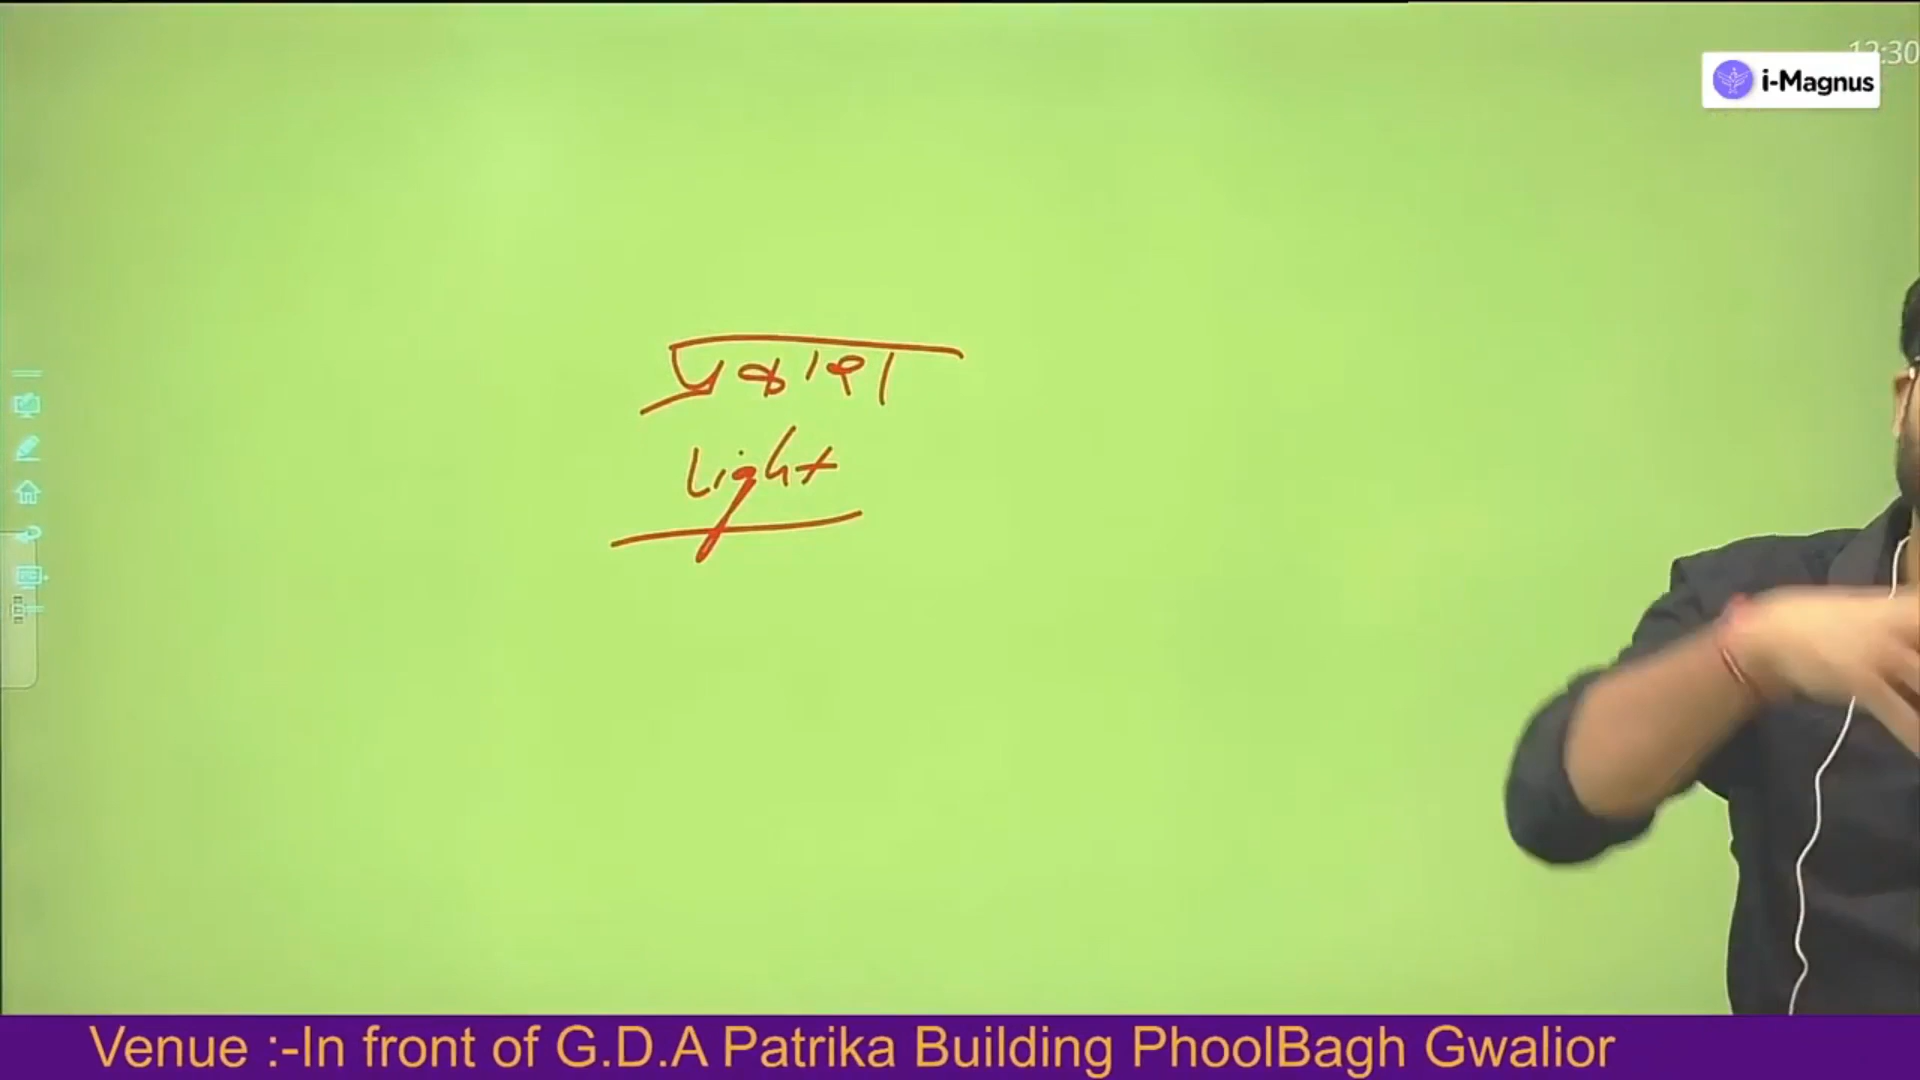 12:30
i-Magnus
प्रकाश
Light
Venue :-In front of G.D.A Patrika Building PhoolBagh Gwalior